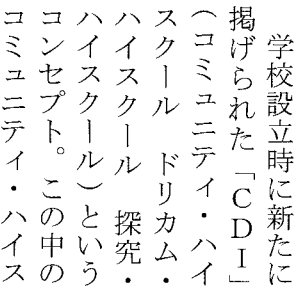 学校設立時に新たに
掲げられた「ＣＤＩ」
（コミュニティ・ハイ
スクール　ドリカム・
ハイスクール　探究・
ハイスクール）という
コンセプト。この中の
コミュニティ・ハイス